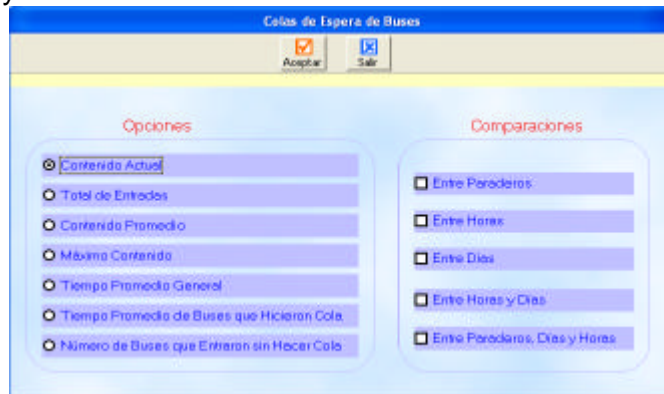 y
Colas de Espera de Buses
Aceptar Salir
Opciones
Contenido Actual
Total de Entradas
Contenido Promedio
Máximo Contenido
Tiempo Promedio General
Tiempo Promedio de Buses que Hicieron Cola
Número de Buses que Entraron sin Hacer Cola
Comparaciones
Entre Paraderos
Entre Horas
Entre Días
Entre Horas y Días
Entre Paraderos, Días y Horas